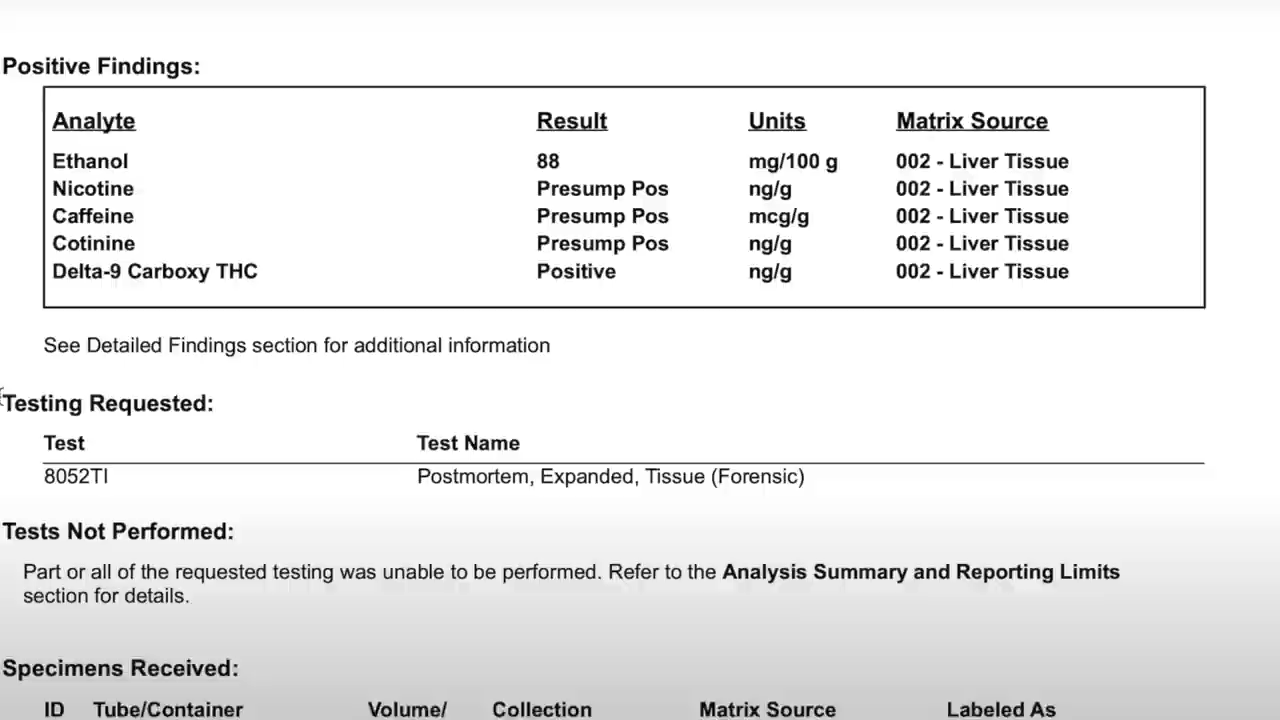 Positive Findings:
Analyte Result Units Matrix Source
Ethanol 88 mg/100 g 002 - Liver Tissue
Nicotine Presump Pos ng/g 002 - Liver Tissue
Caffeine Presump Pos mcg/g 002 - Liver Tissue
Cotinine Presump Pos ng/g 002 - Liver Tissue
Delta-9 Carboxy THC Positive ng/g 002 - Liver Tissue
See Detailed Findings section for additional information
Testing Requested:
Test Test Name
8052TI Postmortem, Expanded, Tissue (Forensic)
Tests Not Performed:
Part or all of the requested testing was unable to be performed. Refer to the Analysis Summary and Reporting Limits
section for details.
Specimens Received:
ID Tube/Container Volume/ Collection Matrix Source Labeled As